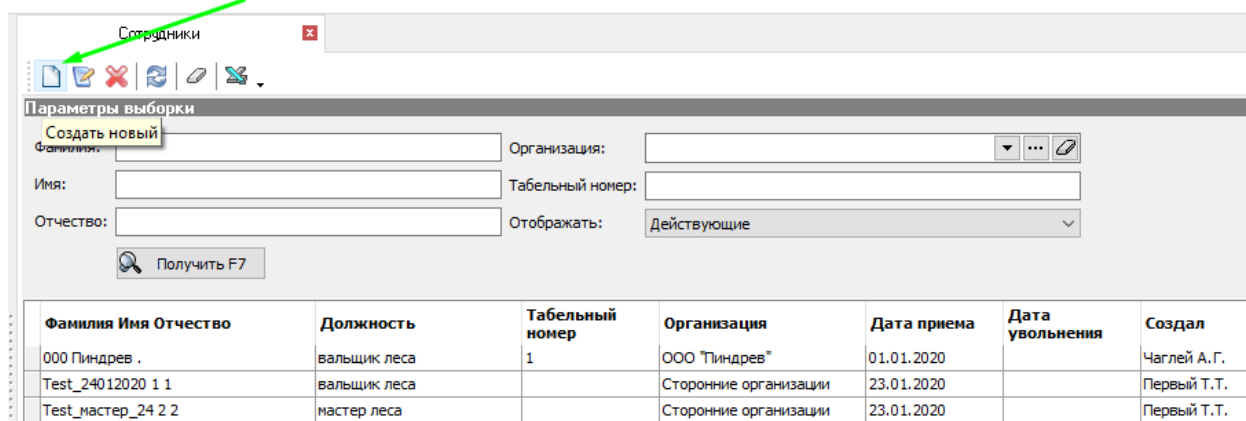 Сотрудники
Параметры выборки
Создать новый
Фамилия:
Организация:
Имя:
Табельный номер:
Отчество:
Отображать: Действующие
Получить F7
Фамилия Имя Отчество Должность Табельный номер Организация Дата приема Дата увольнения Создал
000 Пиндрев . вальщик леса 1 ООО "Пиндрев" 01.01.2020 Чаглей А.Г.
Test_24012020 1 1 вальщик леса Сторонние организации 23.01.2020 Первый Т.Т.
Test_мастер_24 2 2 мастер леса Сторонние организации 23.01.2020 Первый Т.Т.